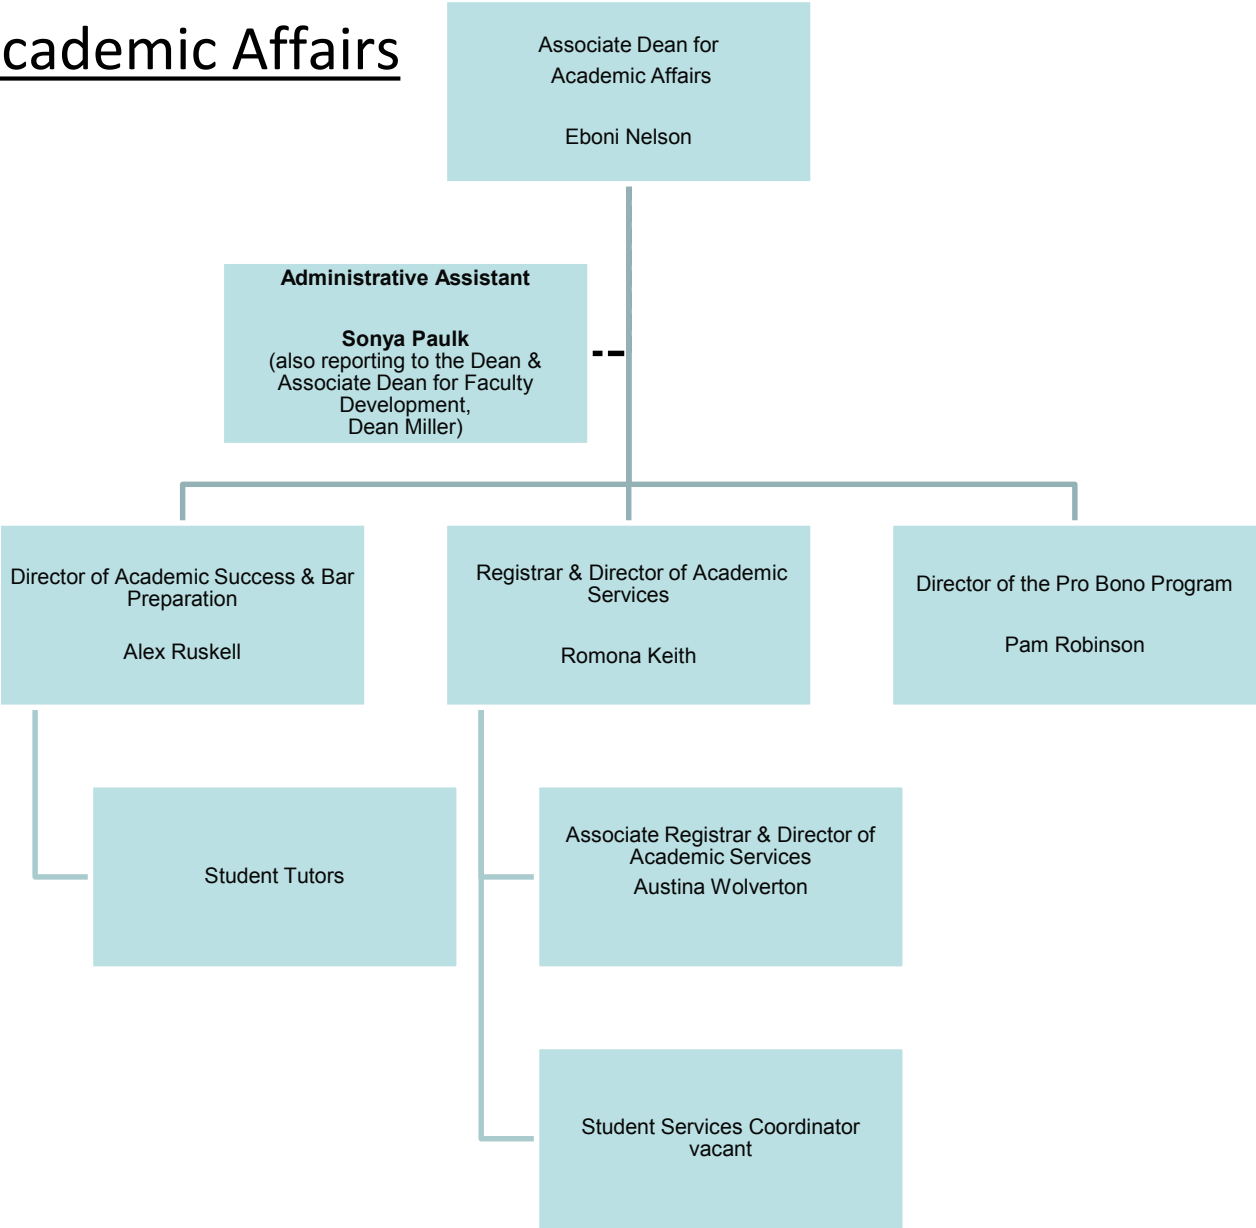 cademic Affairs
Associate Dean for
Academic Affairs
Eboni Nelson
Administrative Assistant
Sonya Paulk
(also reporting to the Dean &
Associate Dean for Faculty
Development,
Dean Miller)
Director of Academic Success & Bar
Preparation
Alex Ruskell
Registrar & Director of Academic
Services
Romona Keith
Director of the Pro Bono Program
Pam Robinson
Student Tutors
Associate Registrar & Director of
Academic Services
Austina Wolverton
Student Services Coordinator
vacant